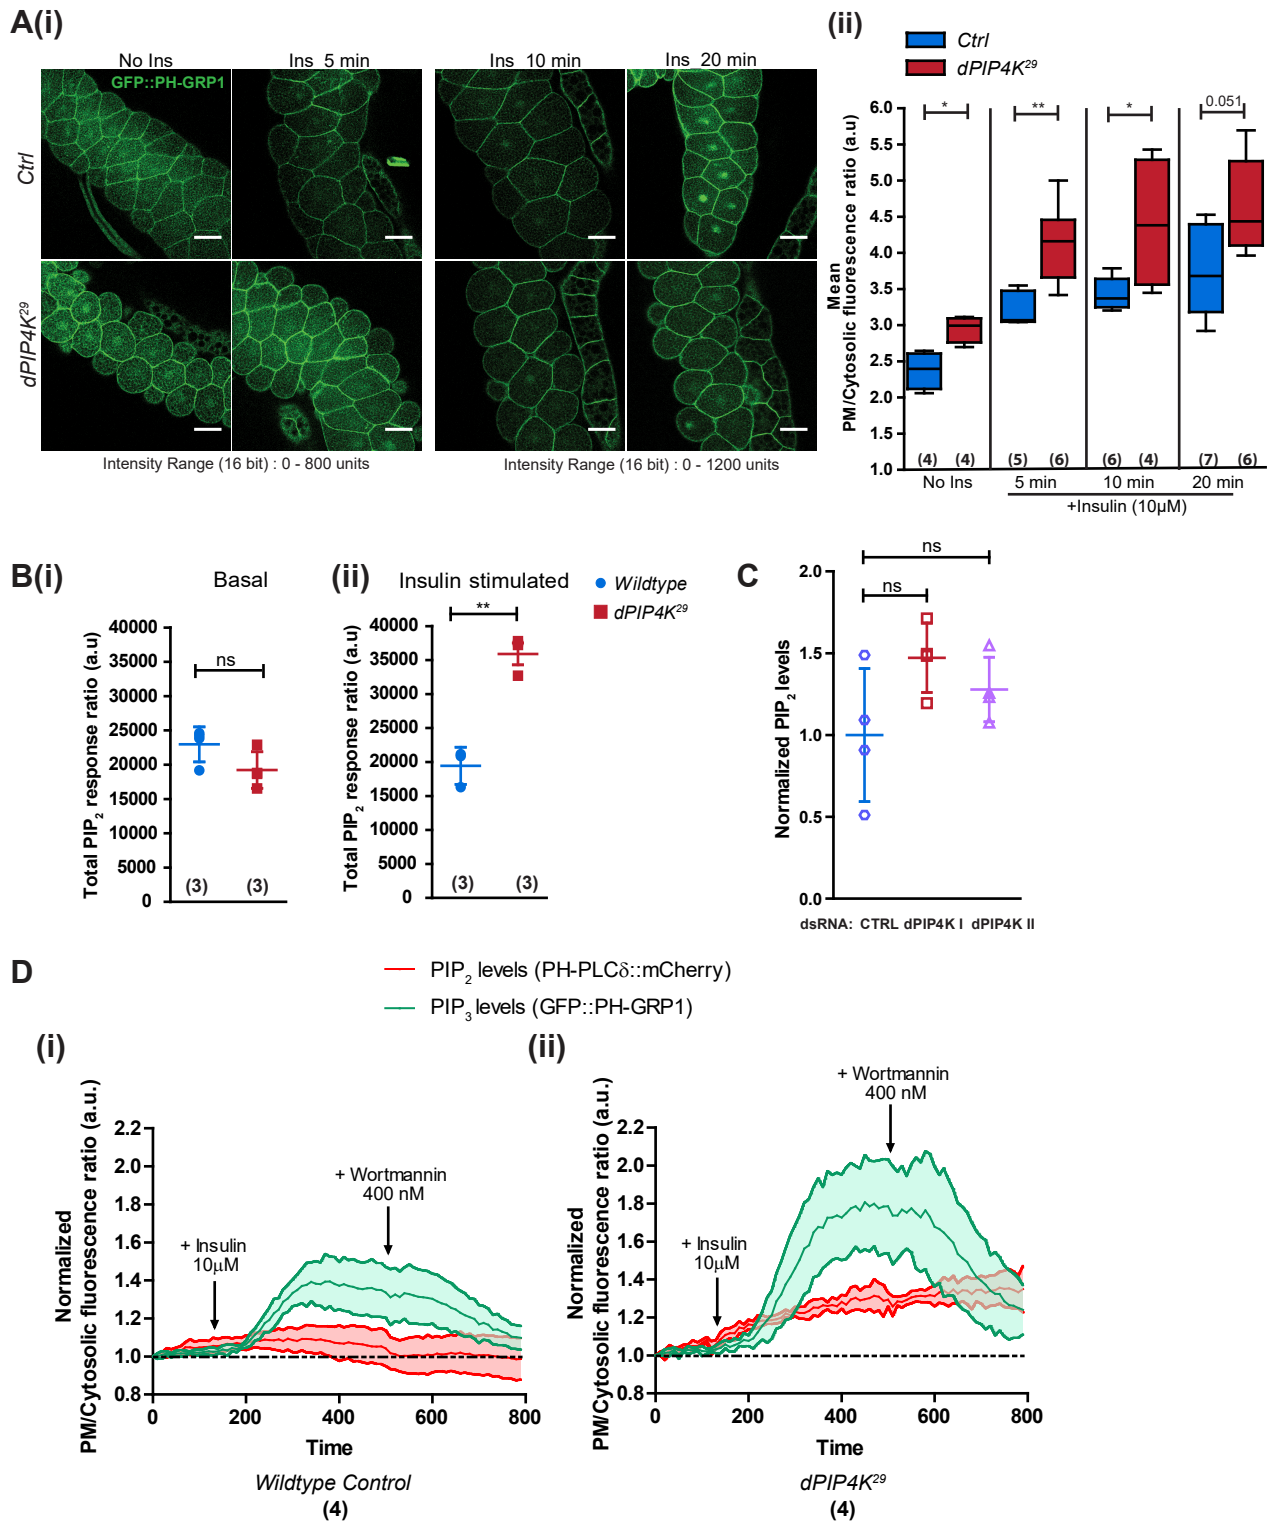 A(i)
No Ins
Ins 5 min
Ins 10 min
Ins 20 min
GFP::PH-GRP1
Ctrl
dPIP4K29
Intensity Range (16 bit) : 0 - 800 units
Intensity Range (16 bit) : 0 - 1200 units
(ii)
Ctrl
dPIP4K29
Mean
PM/Cytosolic fluorescence ratio (a.u)
6.0
5.5
5.0
4.5
4.0
3.5
3.0
2.5
2.0
1.5
1.0
*
**
*
0.051
(4)
(4)
(5)
(6)
(6)
(4)
(7)
(6)
No Ins
5 min
10 min
20 min
+Insulin (10µM)
B(i)
Basal
Total PIP2 response ratio (a.u)
40000
35000
30000
25000
20000
15000
10000
5000
0
ns
(3)
(3)
(ii)
Insulin stimulated
Wildtype
dPIP4K29
Total PIP2 response ratio (a.u)
40000
35000
30000
25000
20000
15000
10000
5000
0
**
(3)
(3)
C
Normalized PIP2 levels
2.0
1.5
1.0
0.5
0.0
ns
ns
dsRNA: CTRL dPIP4K I dPIP4K II
D
PIP2 levels (PH-PLCδ::mCherry)
PIP3 levels (GFP::PH-GRP1)
(i)
Normalized
PM/Cytosolic fluorescence ratio (a.u.)
2.2
2.0
1.8
1.6
1.4
1.2
1.0
0.8
+ Insulin
10µM
+ Wortmannin
400 nM
0
200
400
600
800
Time
Wildtype Control
(4)
(ii)
Normalized
PM/Cytosolic fluorescence ratio (a.u.)
2.2
2.0
1.8
1.6
1.4
1.2
1.0
0.8
+ Insulin
10µM
+ Wortmannin
400 nM
0
200
400
600
800
Time
dPIP4K29
(4)